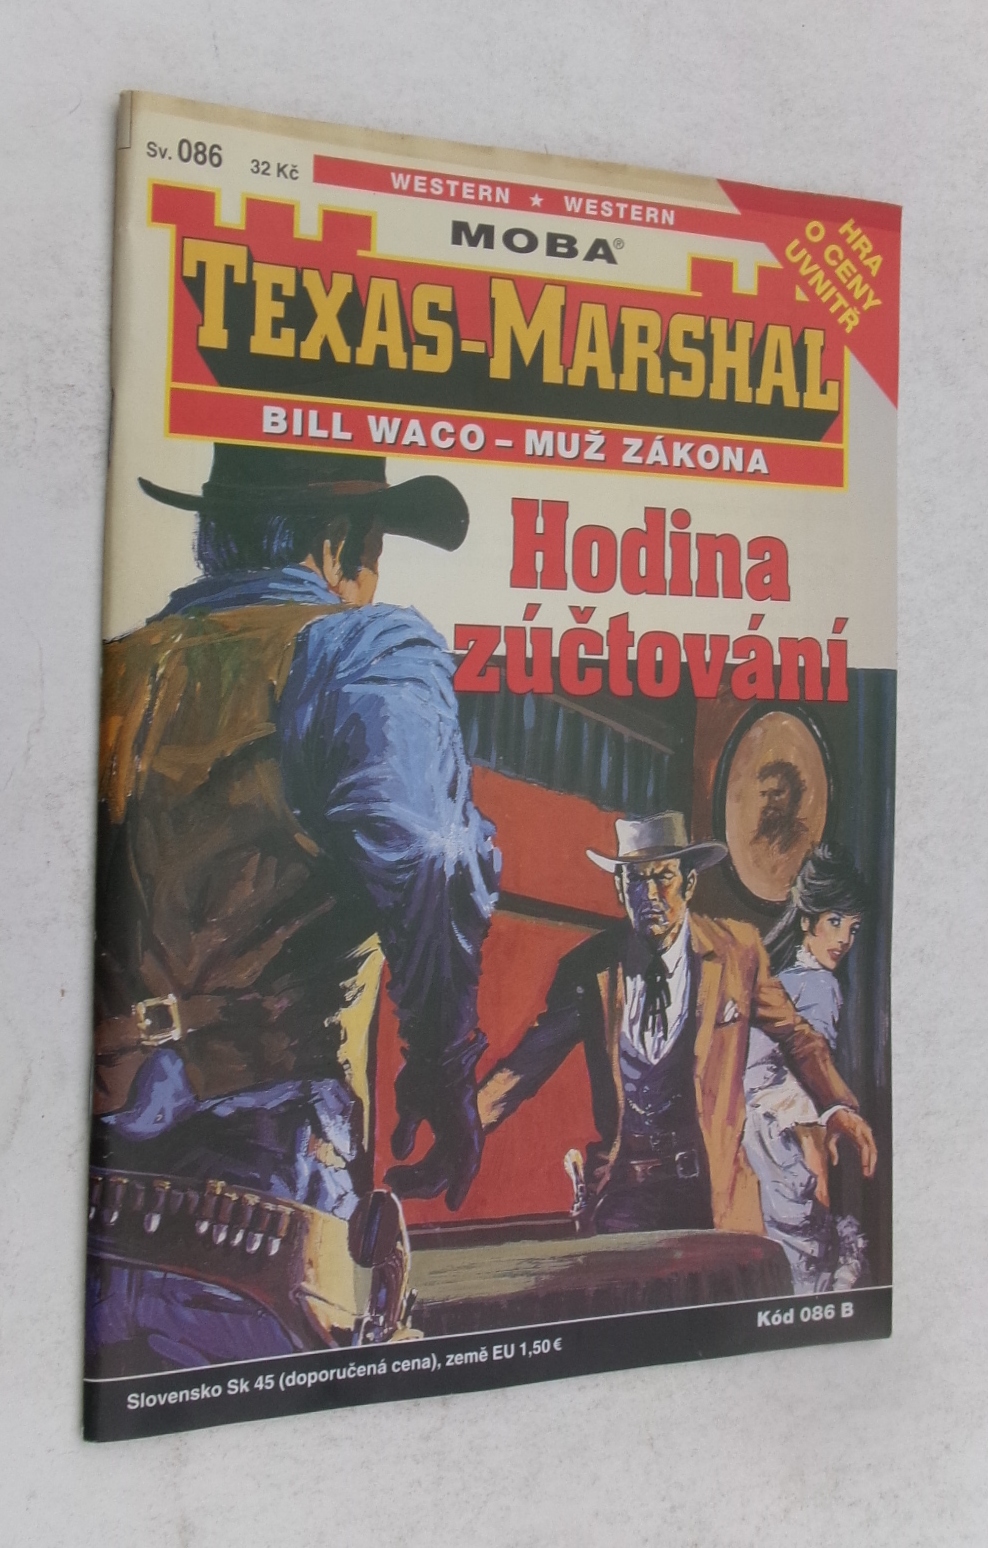 Sv. 086 32 Kč
WESTERN ★ WESTERN
HRA
O CENY
UVNITŘ
MOBA®
TEXAS-MARSHAL
BILL WACO – MUŽ ZÁKONA
Hodina
zúčtování
Kód 086 B
Slovensko Sk 45 (doporučená cena), země EU 1,50 €